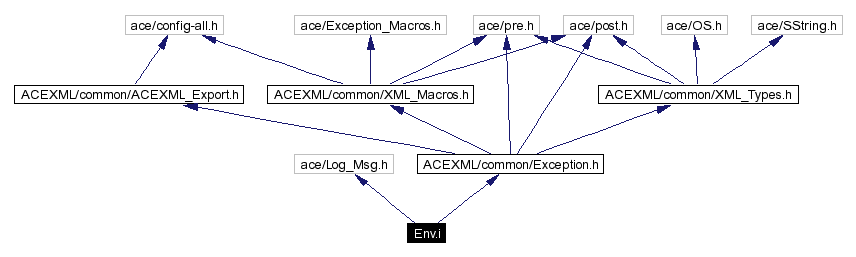 ace/config-all.h
ace/Exception_Macros.h
ace/pre.h
ace/post.h
ace/OS.h
ace/SString.h
ACEXML/common/ACEXML_Export.h
ACEXML/common/XML_Macros.h
ACEXML/common/XML_Types.h
ace/Log_Msg.h
ACEXML/common/Exception.h
Env.i